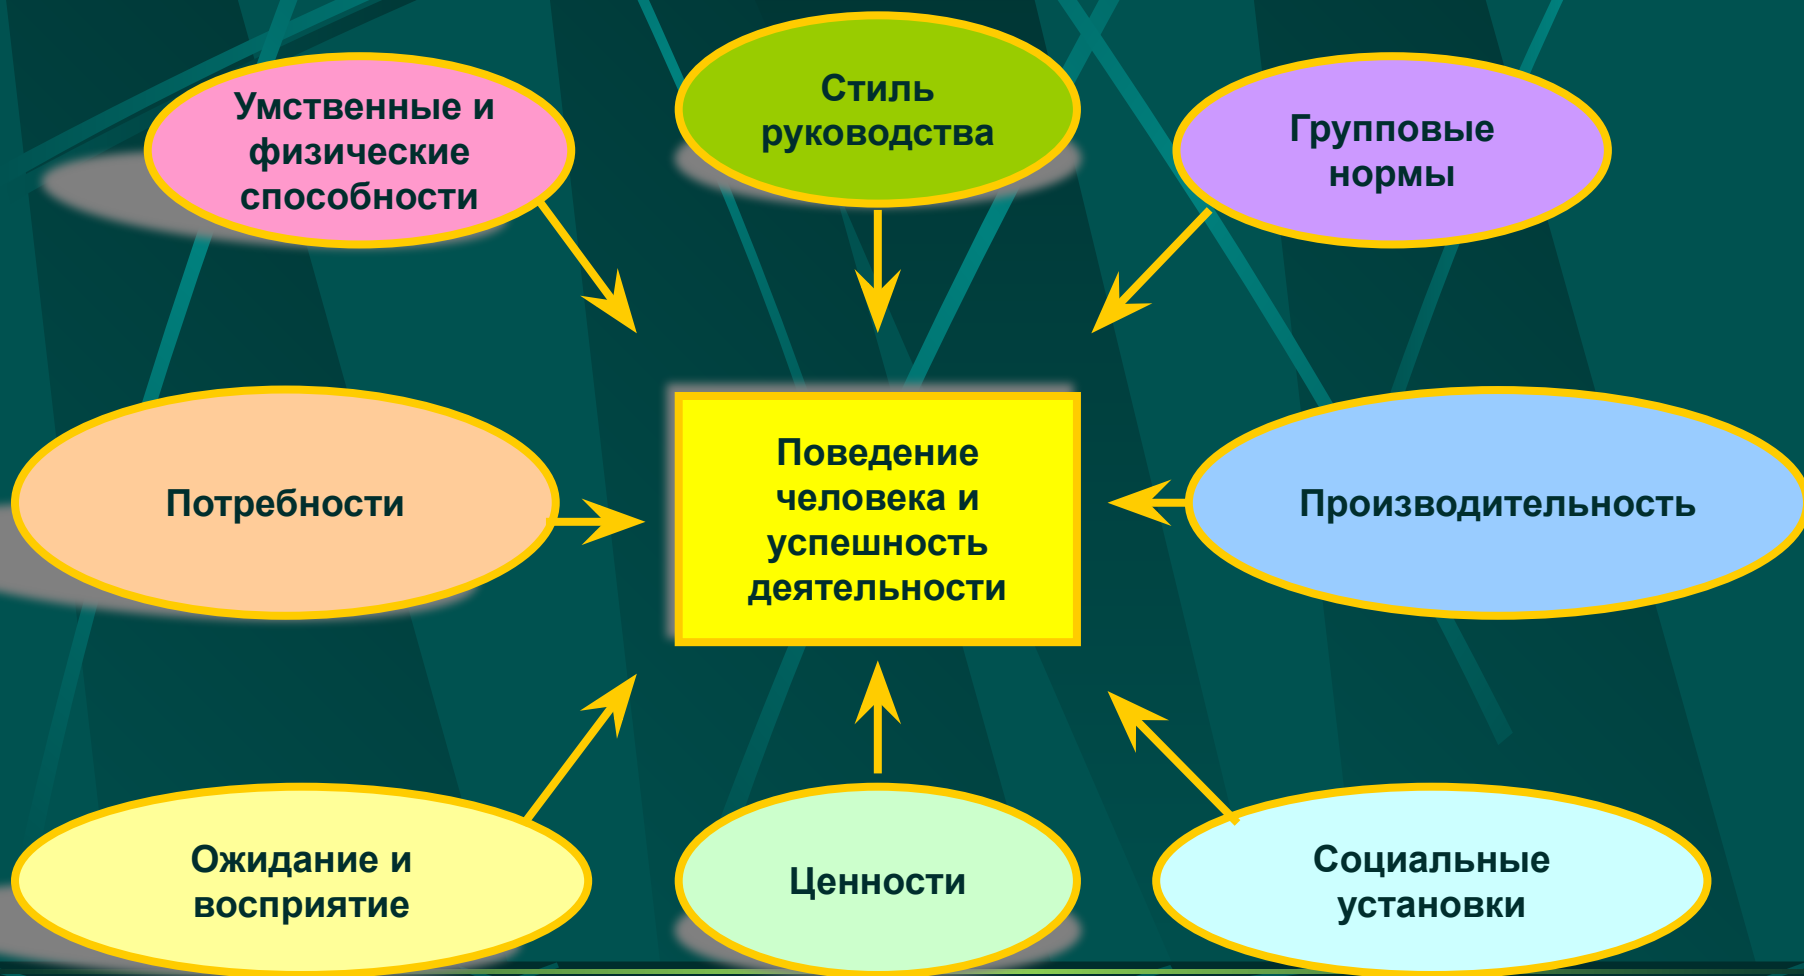 Умственные и
физические
способности
Стиль
руководства
Групповые
нормы
Потребности
Поведение
человека и
успешность
деятельности
Производительность
Ожидание и
восприятие
Ценности
Социальные
установки